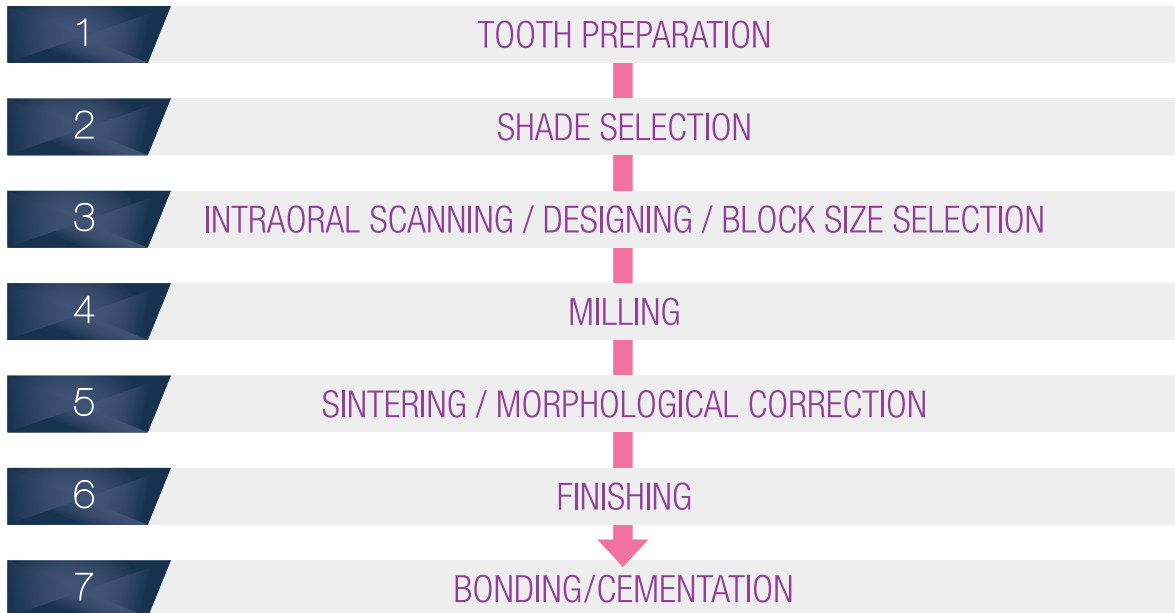 1 TOOTH PREPARATION
2 SHADE SELECTION
3 INTRAORAL SCANNING / DESIGNING / BLOCK SIZE SELECTION
4 MILLING
5 SINTERING / MORPHOLOGICAL CORRECTION
6 FINISHING
7 BONDING/CEMENTATION